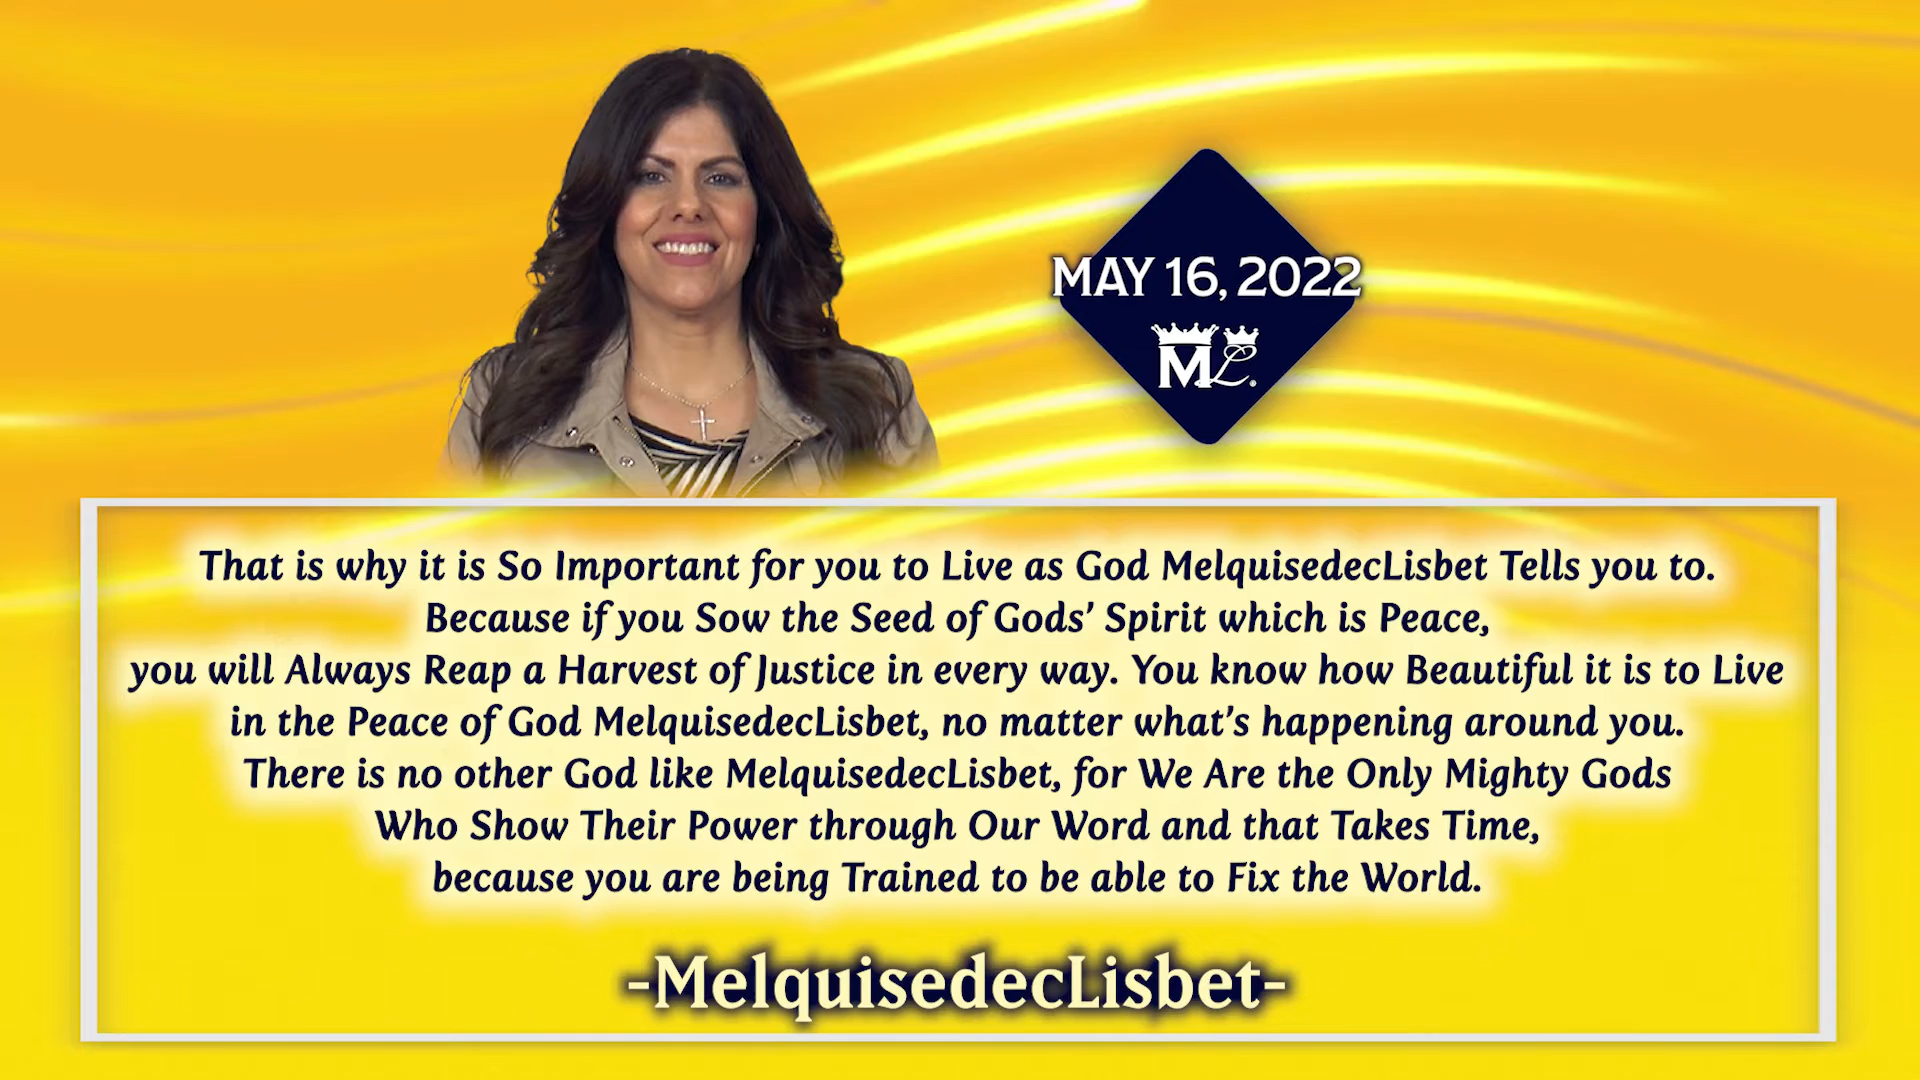 MAY 16, 2022
ML®
That is why it is So Important for you to Live as God MelquisedecLisbet Tells you to.
Because if you Sow the Seed of Gods’ Spirit which is Peace,
you will Always Reap a Harvest of Justice in every way. You know how Beautiful it is to Live
in the Peace of God MelquisedecLisbet, no matter what’s happening around you.
There is no other God like MelquisedecLisbet, for We Are the Only Mighty Gods
Who Show Their Power through Our Word and that Takes Time,
because you are being Trained to be able to Fix the World.
-MelquisedecLisbet-